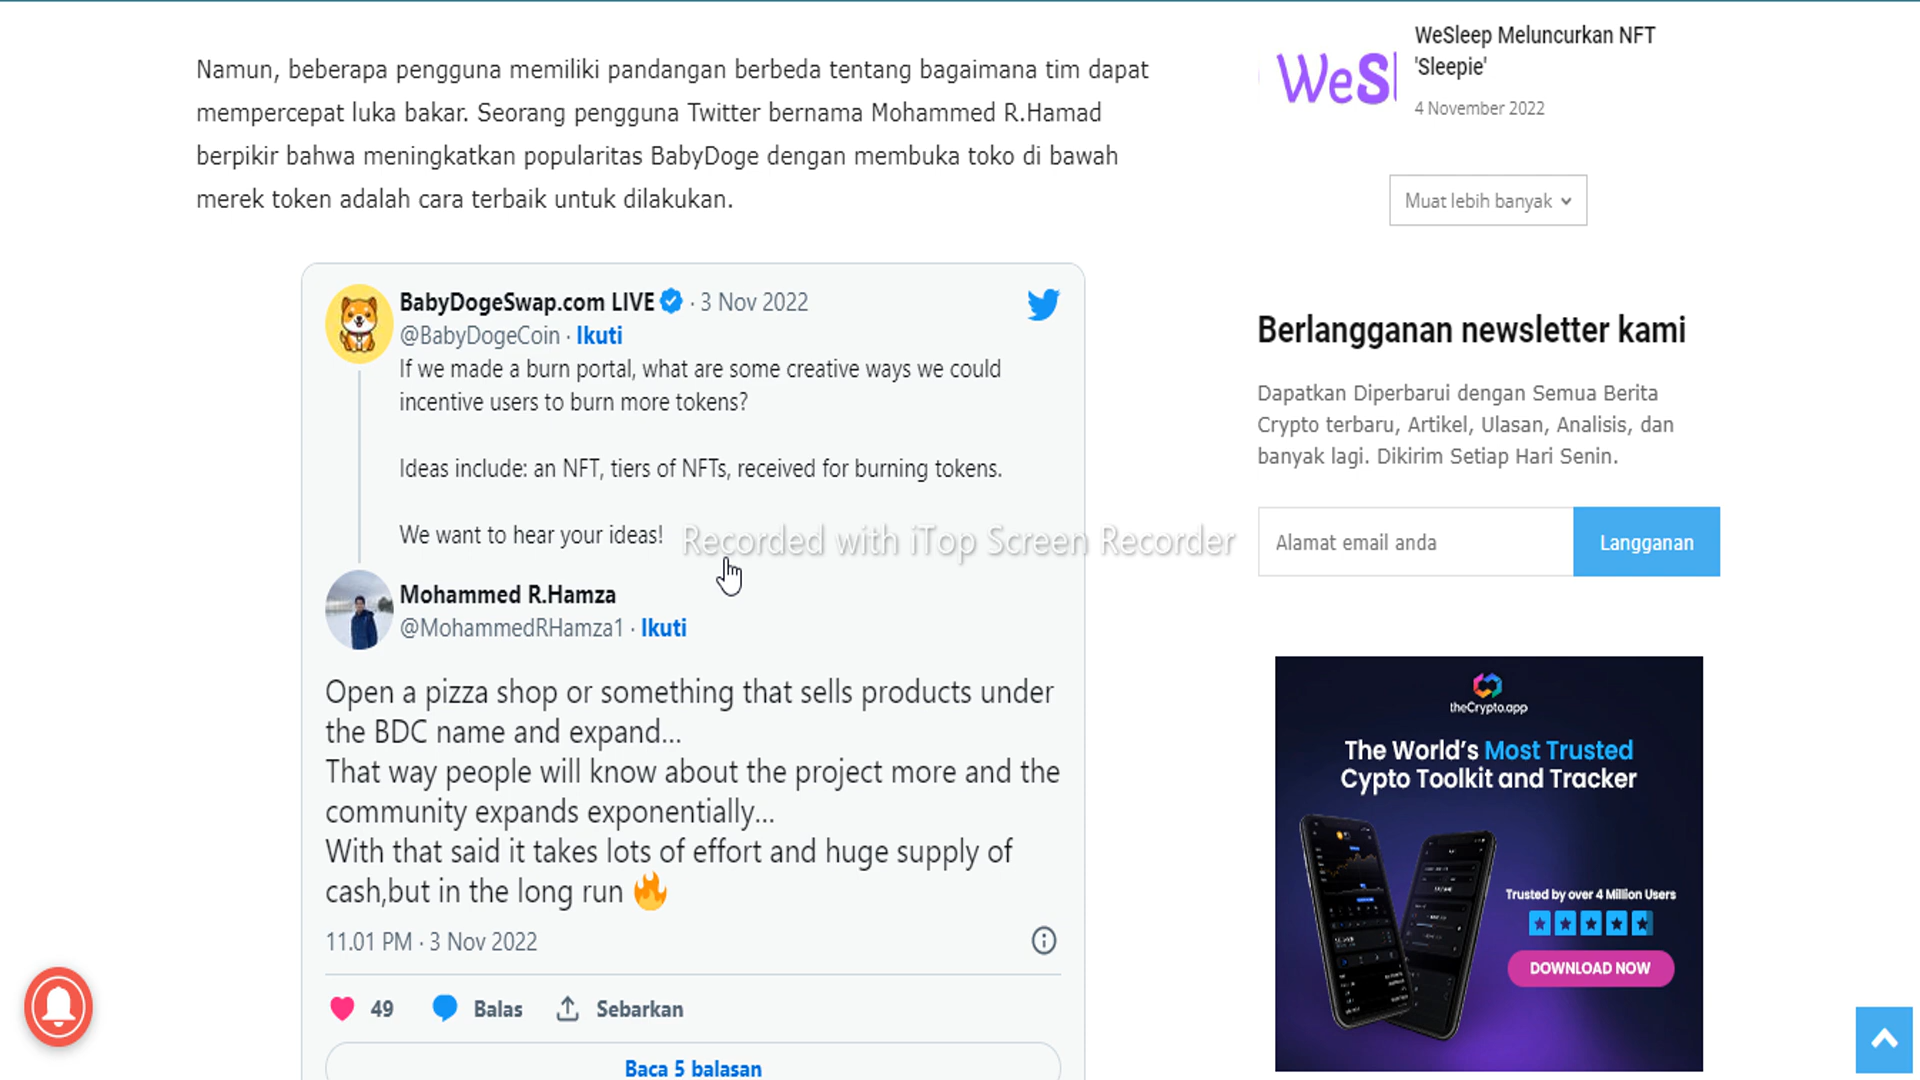 Namun, beberapa pengguna memiliki pandangan berbeda tentang bagaimana tim dapat
mempercepat luka bakar. Seorang pengguna Twitter bernama Mohammed R.Hamad
berpikir bahwa meningkatkan popularitas BabyDoge dengan membuka toko di bawah
merek token adalah cara terbaik untuk dilakukan.
BabyDogeSwap.com LIVE · 3 Nov 2022
@BabyDogeCoin · Ikuti
If we made a burn portal, what are some creative ways we could
incentive users to burn more tokens?
Ideas include: an NFT, tiers of NFTs, received for burning tokens.
We want to hear your ideas!
Recorded with iTop Screen Recorder
Mohammed R.Hamza
@MohammedRHamza1 · Ikuti
Open a pizza shop or something that sells products under
the BDC name and expand...
That way people will know about the project more and the
community expands exponentially...
With that said it takes lots of effort and huge supply of
cash,but in the long run 🔥
11.01 PM · 3 Nov 2022
49 Balas Sebarkan
Baca 5 balasan
WeS
WeSleep Meluncurkan NFT
'Sleepie'
4 November 2022
Muat lebih banyak
Berlangganan newsletter kami
Dapatkan Diperbarui dengan Semua Berita
Crypto terbaru, Artikel, Ulasan, Analisis, dan
banyak lagi. Dikirim Setiap Hari Senin.
Alamat email anda
Langganan
theCrypto.app
The World's Most Trusted
Cypto Toolkit and Tracker
Trusted by over 4 Million Users
DOWNLOAD NOW